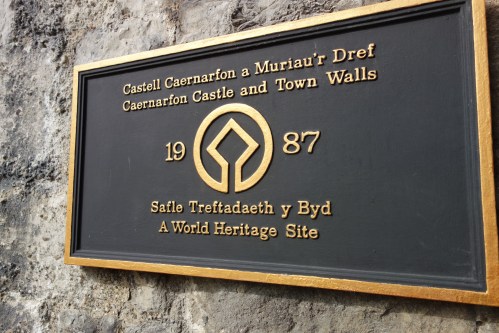 Castell Caernarfon a Muriau'r Dref
Caernarfon Castle and Town Walls
19 87
Safle Treftadaeth y Byd
A World Heritage Site